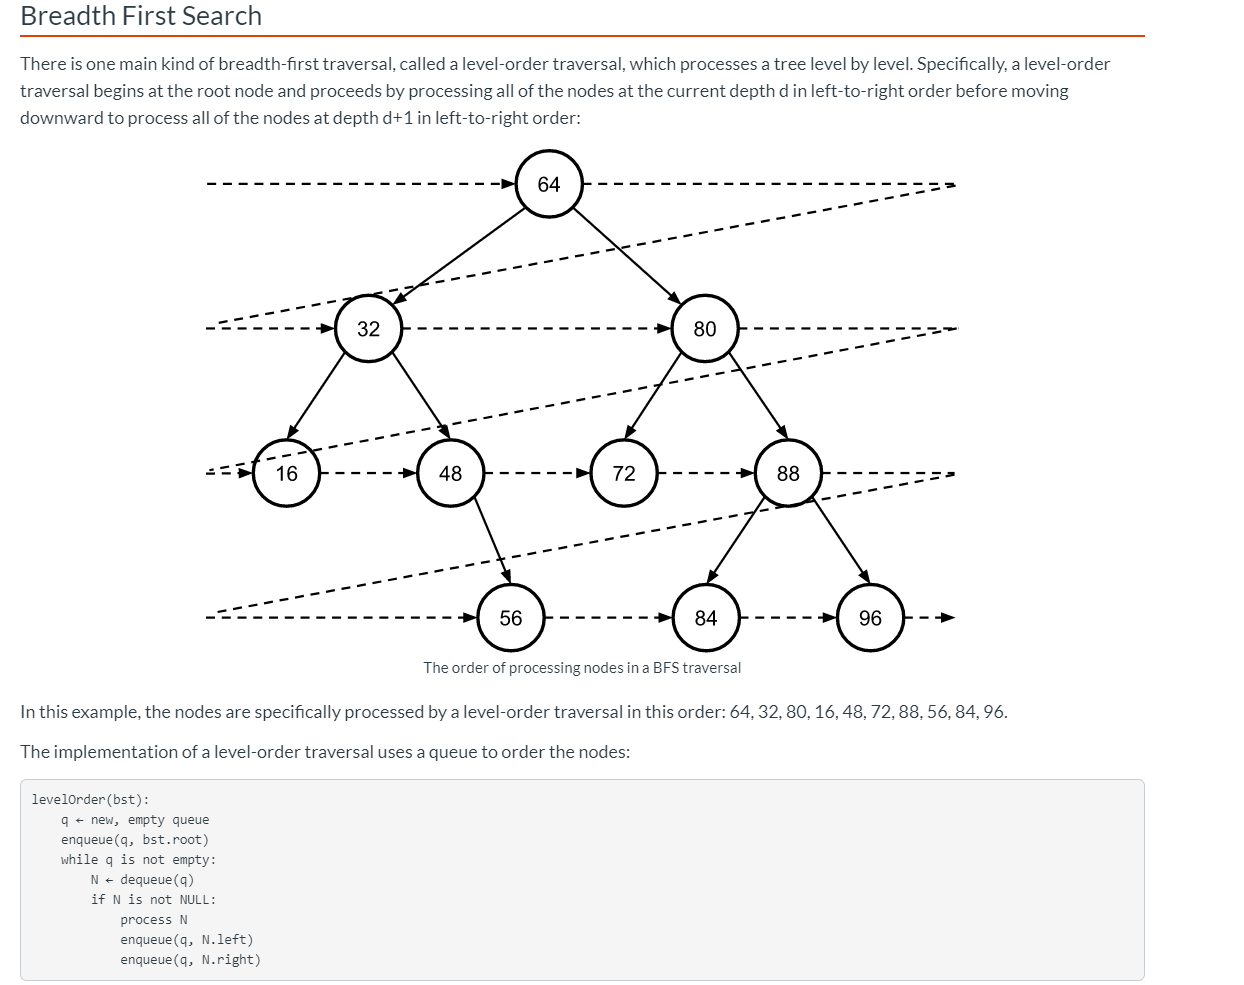 Breadth First Search
There is one main kind of breadth-first traversal, called a level-order traversal, which processes a tree level by level. Specifically, a level-order
traversal begins at the root node and proceeds by processing all of the nodes at the current depth d in left-to-right order before moving
downward to process all of the nodes at depth d+1 in left-to-right order:
64
32 80
16 48 72 88
56 84 96
The order of processing nodes in a BFS traversal
In this example, the nodes are specifically processed by a level-order traversal in this order: 64, 32, 80, 16, 48, 72, 88, 56, 84, 96.
The implementation of a level-order traversal uses a queue to order the nodes:
levelOrder(bst):
    q ← new, empty queue
    enqueue(q, bst.root)
    while q is not empty:
        N ← dequeue(q)
        if N is not NULL:
            process N
            enqueue(q, N.left)
            enqueue(q, N.right)